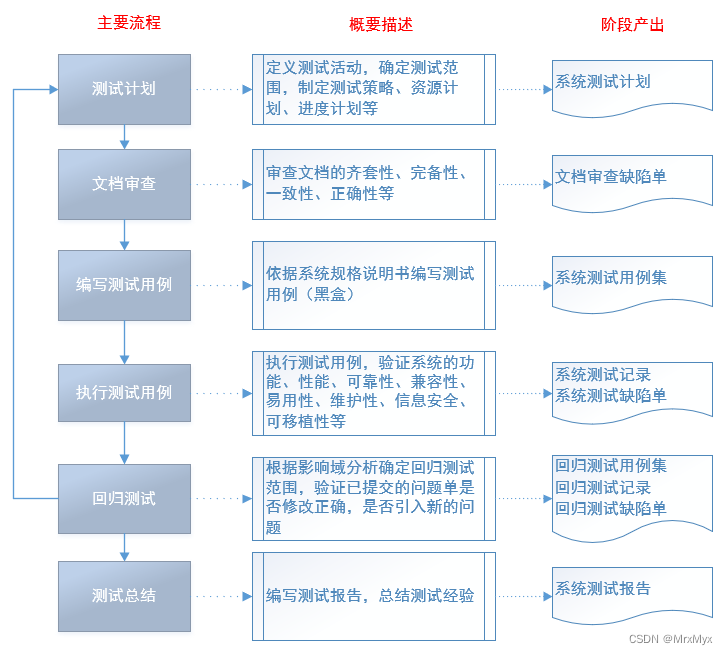 主要流程
概要描述
阶段产出
测试计划
定义测试活动，确定测试范
围，制定测试策略、资源计
划、进度计划等
系统测试计划
文档审查
审查文档的齐套性、完备性、
一致性、正确性等
文档审查缺陷单
编写测试用例
依据系统规格说明书编写测试
用例（黑盒）
系统测试用例集
执行测试用例
执行测试用例，验证系统的功
能、性能、可靠性、兼容性、
易用性、维护性、信息安全、
可移植性等
系统测试记录
系统测试缺陷单
回归测试
根据影响域分析确定回归测试
范围，验证已提交的问题单是
否修改正确，是否引入新的问
题
回归测试用例集
回归测试记录
回归测试缺陷单
测试总结
编写测试报告，总结测试经验
系统测试报告
CSDN @MrxMyx